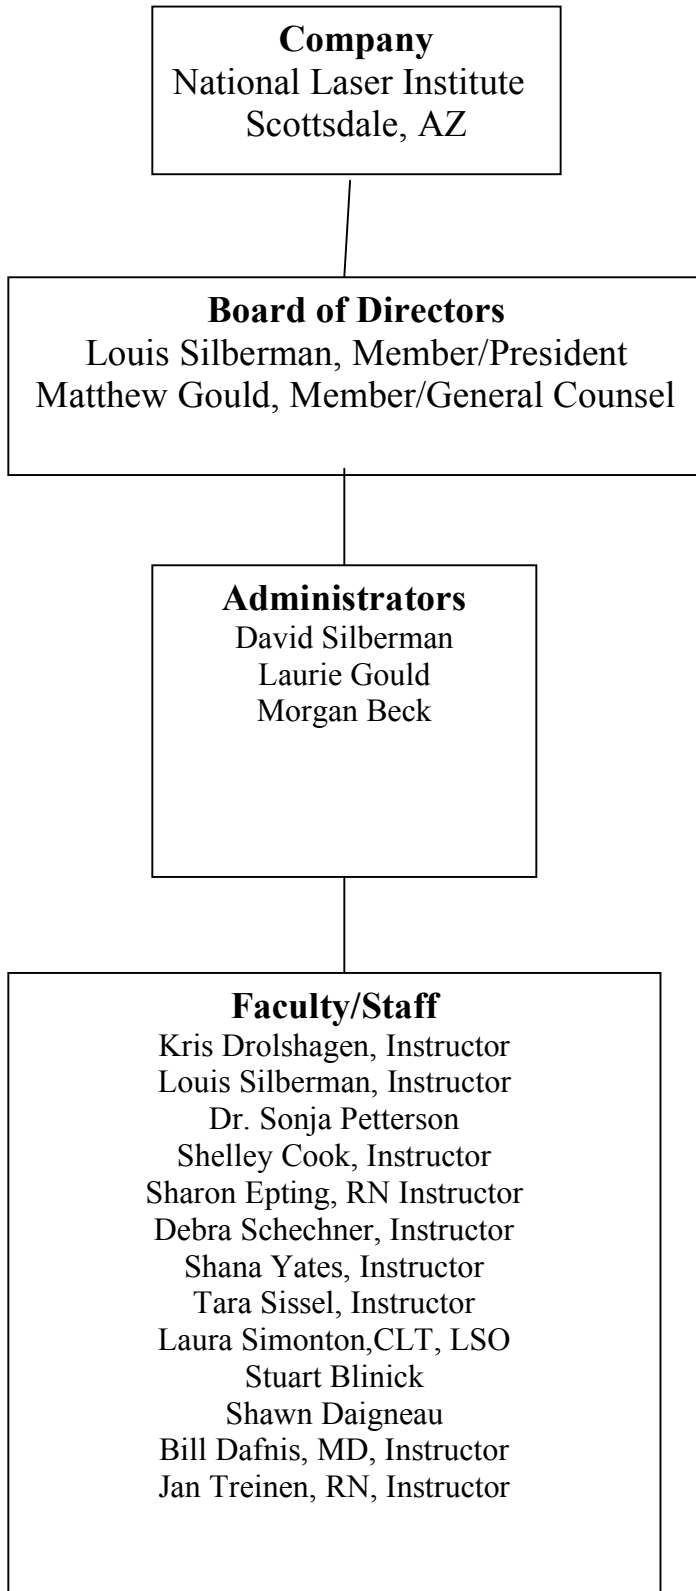 Company
National Laser Institute
Scottsdale, AZ
Board of Directors
Louis Silberman, Member/President
Matthew Gould, Member/General Counsel
Administrators
David Silberman
Laurie Gould
Morgan Beck
Faculty/Staff
Kris Drolshagen, Instructor
Louis Silberman, Instructor
Dr. Sonja Petterson
Shelley Cook, Instructor
Sharon Epting, RN Instructor
Debra Schechner, Instructor
Shana Yates, Instructor
Tara Sissel, Instructor
Laura Simonton,CLT, LSO
Stuart Blinick
Shawn Daigneau
Bill Dafnis, MD, Instructor
Jan Treinen, RN, Instructor